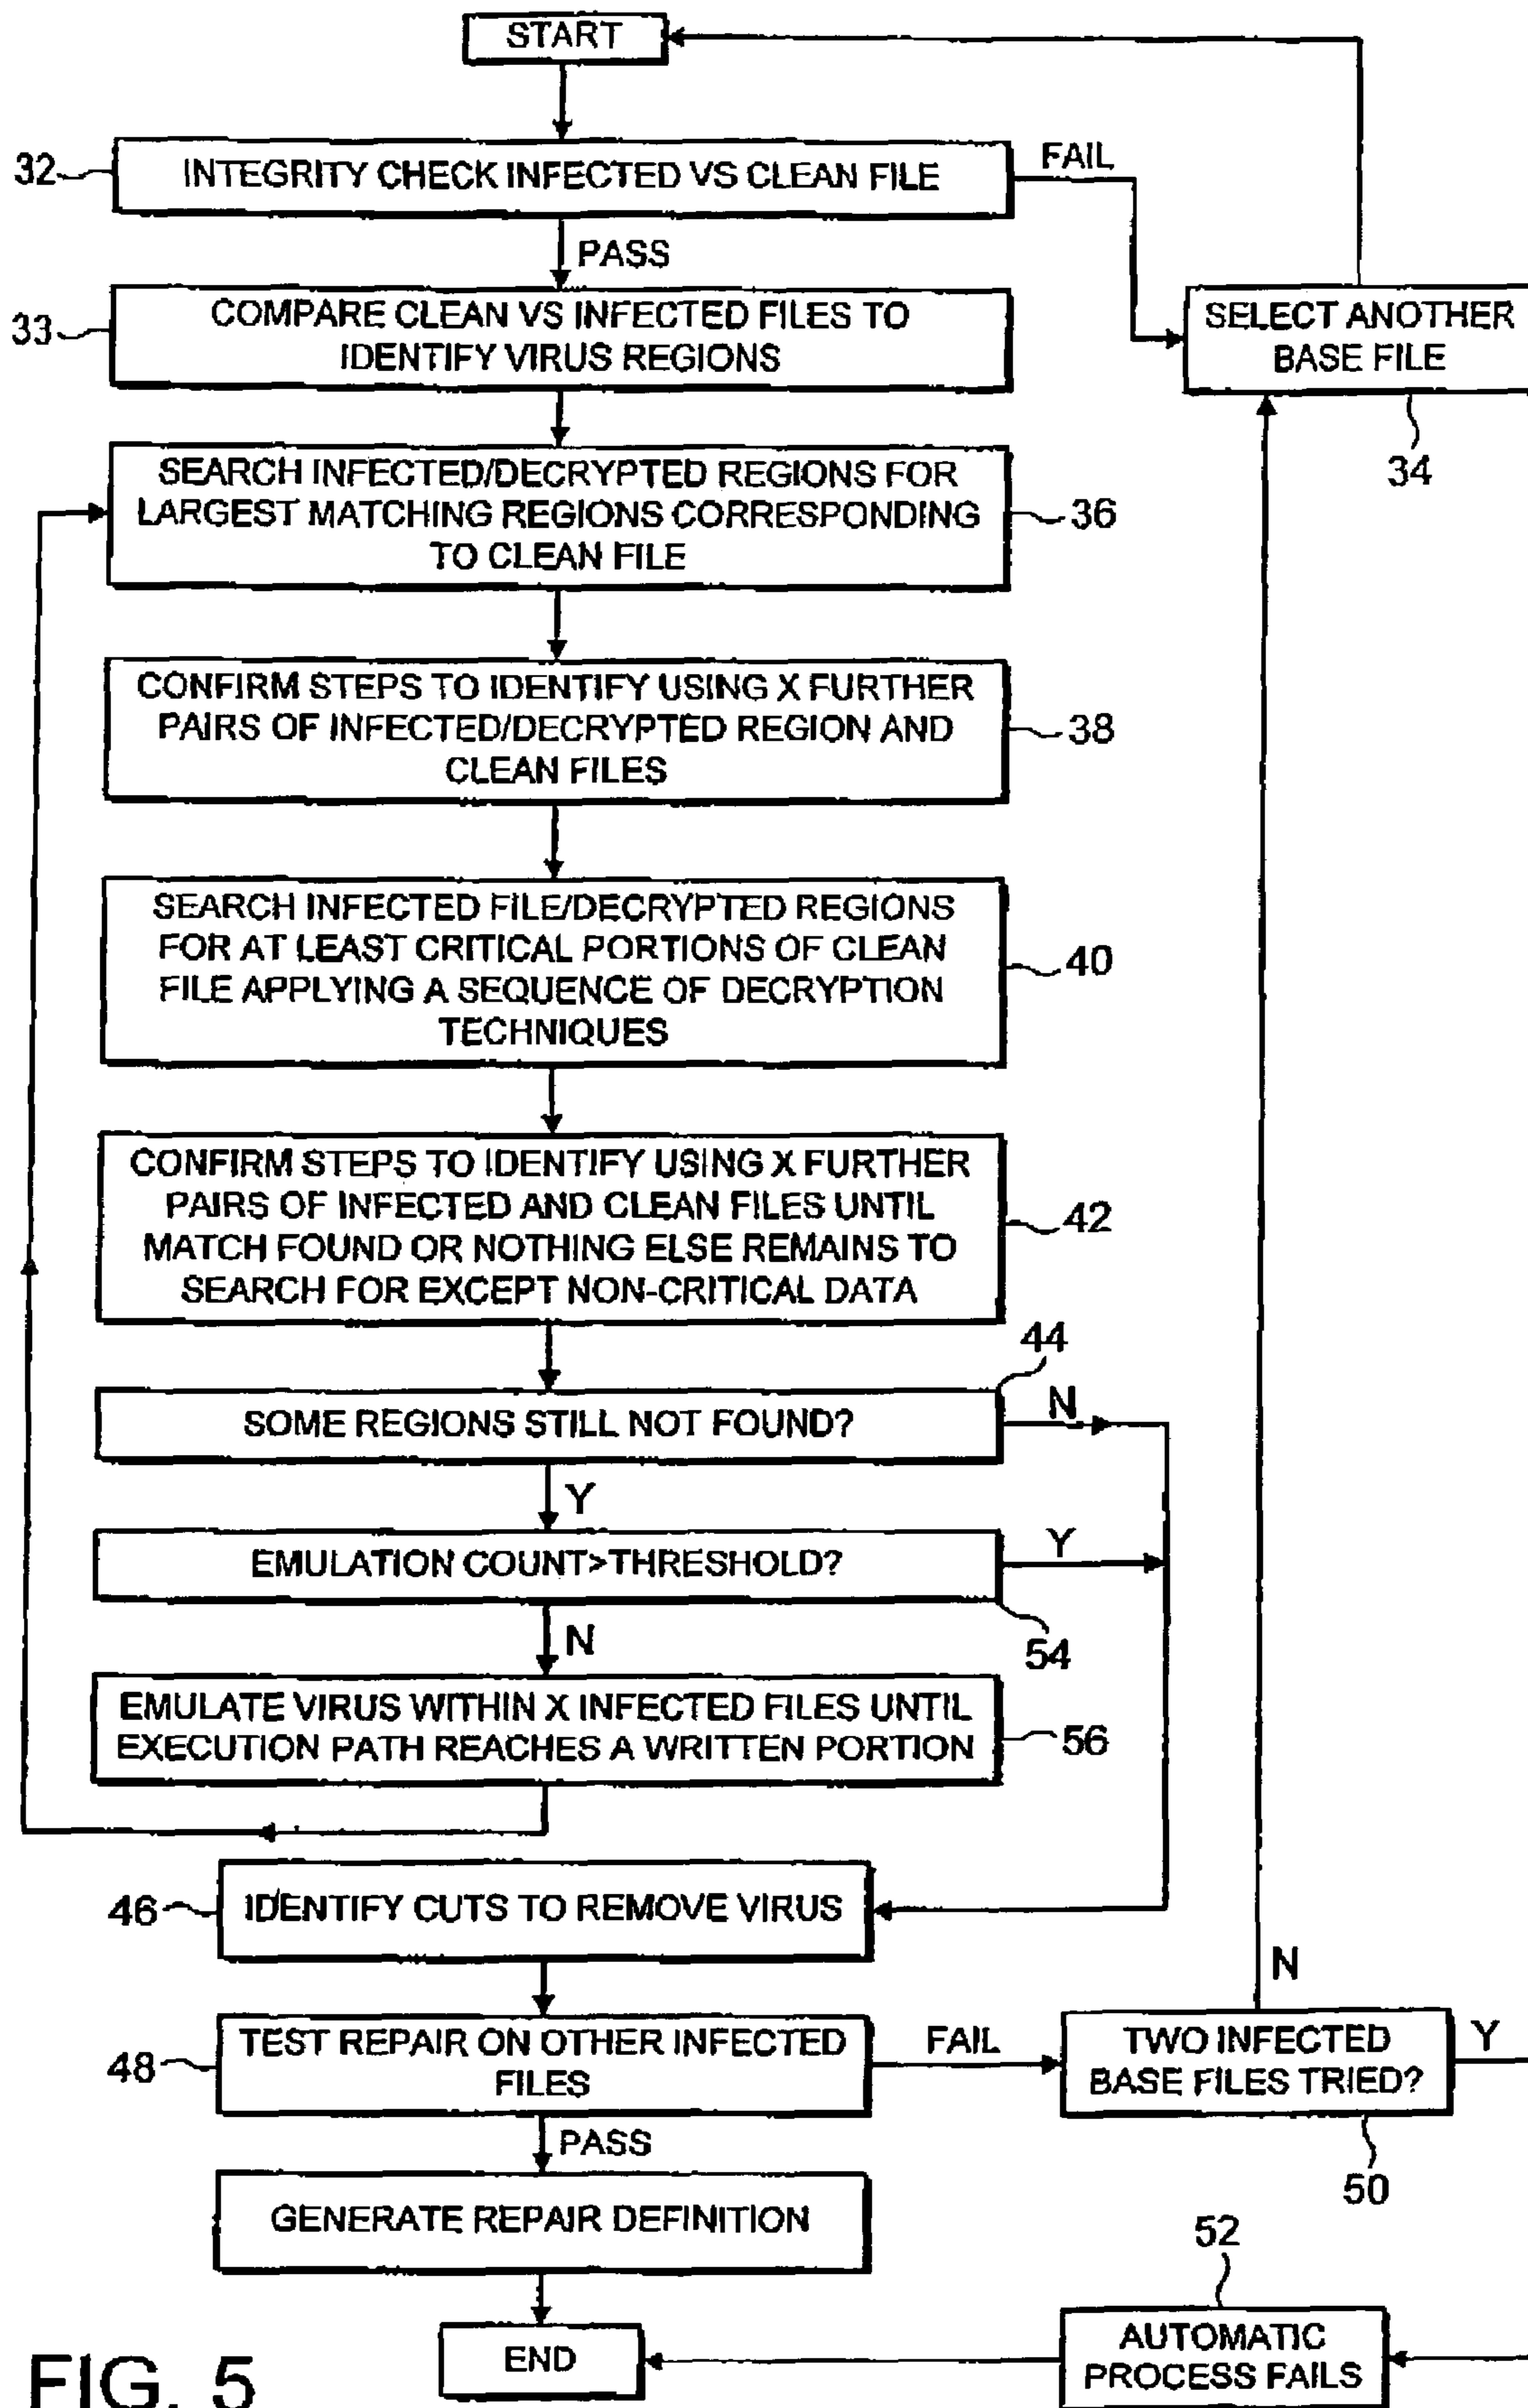 START
32
INTEGRITY CHECK INFECTED VS CLEAN FILE
FAIL
PASS
33
COMPARE CLEAN VS INFECTED FILES TO
IDENTIFY VIRUS REGIONS
SELECT ANOTHER
BASE FILE
34
SEARCH INFECTED/DECRYPTED REGIONS FOR
LARGEST MATCHING REGIONS CORRESPONDING
TO CLEAN FILE
36
CONFIRM STEPS TO IDENTIFY USING X FURTHER
PAIRS OF INFECTED/DECRYPTED REGION AND
CLEAN FILES
38
SEARCH INFECTED FILE/DECRYPTED REGIONS
FOR AT LEAST CRITICAL PORTIONS OF CLEAN
FILE APPLYING A SEQUENCE OF DECRYPTION
TECHNIQUES
40
CONFIRM STEPS TO IDENTIFY USING X FURTHER
PAIRS OF INFECTED AND CLEAN FILES UNTIL
MATCH FOUND OR NOTHING ELSE REMAINS TO
SEARCH FOR EXCEPT NON-CRITICAL DATA
42
44
SOME REGIONS STILL NOT FOUND?
N
Y
EMULATION COUNT>THRESHOLD?
Y
54
N
EMULATE VIRUS WITHIN X INFECTED FILES UNTIL
EXECUTION PATH REACHES A WRITTEN PORTION
56
46
IDENTIFY CUTS TO REMOVE VIRUS
N
48
TEST REPAIR ON OTHER INFECTED
FILES
FAIL
TWO INFECTED
BASE FILES TRIED?
Y
50
PASS
GENERATE REPAIR DEFINITION
52
END
AUTOMATIC
PROCESS FAILS
FIG. 5